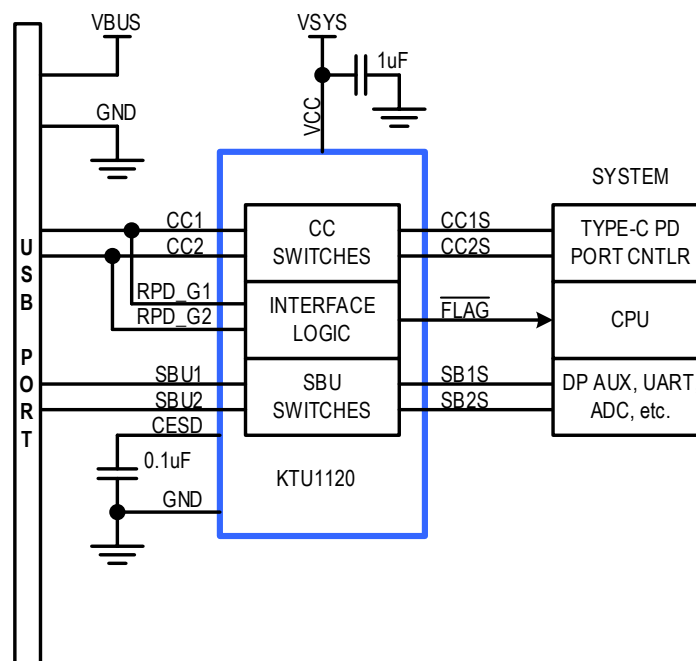 VBUS
VSYS
1uF
GND
VCC
SYSTEM
USB PORT
CC1
CC2
RPD_G1
RPD_G2
SBU1
SBU2
CESD
0.1uF
GND
CC
SWITCHES
INTERFACE
LOGIC
SBU
SWITCHES
KTU1120
CC1S
CC2S
FLAG
SB1S
SB2S
TYPE-C PD
PORT CNTLR
CPU
DP AUX, UART
ADC, etc.